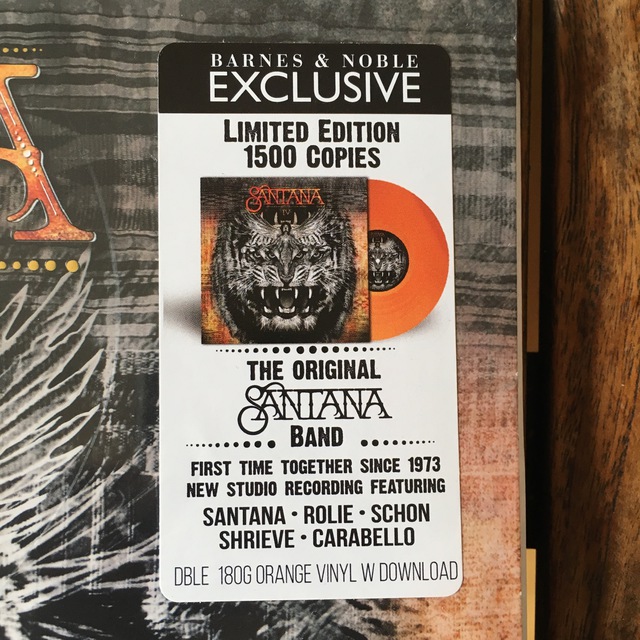 BARNES & NOBLE
EXCLUSIVE
LIMITED EDITION
1500 COPIES
SANTANA
IV
THE ORIGINAL
SANTANA
BAND
FIRST TIME TOGETHER SINCE 1973
NEW STUDIO RECORDING FEATURING
SANTANA • ROLIE • SCHON
SHRIEVE • CARABELLO
DBLE 180G ORANGE VINYL W DOWNLOAD
A